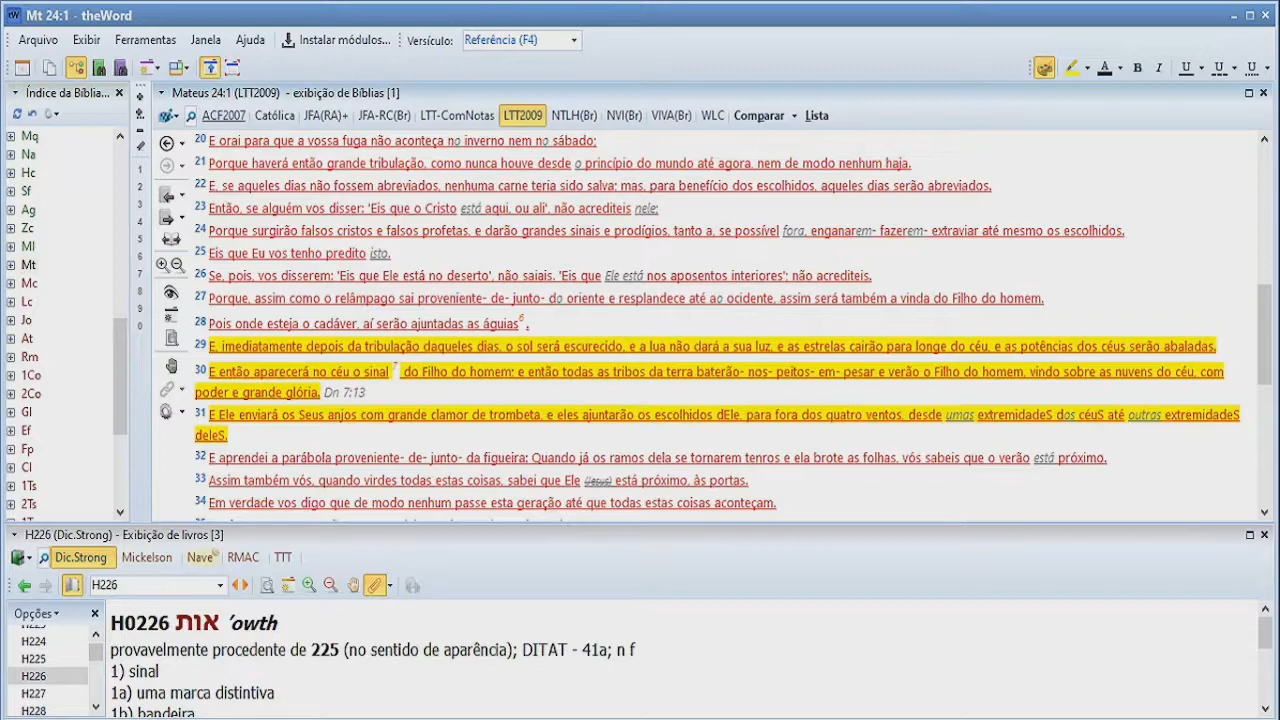 Mt 24:1 - theWord
Arquivo Exibir Ferramentas Janela Ajuda Instalar módulos... Versículo: Referência (F4)
A B I U U U
Índice da Bíblia... Mateus 24:1 (LTT2009) - exibição de Bíblias [1]
ACF2007 Católica JFA(RA)+ JFA-RC(Br) LTT-ComNotas LTT2009 NTLH(Br) NVI(Br) VIVA(Br) WLC Comparar Lista
Mq
Na
Hc
Sf
Ag
Zc
Ml
Mt
Mc
Lc
Jo
At
Rm
1Co
2Co
Gl
Ef
Fp
Cl
1Ts
2Ts
1
2
3
4
5
6
7
8
9
0
20 E orai para que a vossa fuga não aconteça no inverno nem no sábado;
21 Porque haverá então grande tribulação, como nunca houve desde o princípio do mundo até agora, nem de modo nenhum haja.
22 E, se aqueles dias não fossem abreviados, nenhuma carne teria sido salva; mas, para benefício dos escolhidos, aqueles dias serão abreviados.
23 Então, se alguém vos disser: 'Eis que o Cristo está aqui, ou ali', não acrediteis nele;
24 Porque surgirão falsos cristos e falsos profetas, e darão grandes sinais e prodígios, tanto a, se possível fora, enganarem- fazerem- extraviar até mesmo os escolhidos.
25 Eis que Eu vos tenho predito isto.
26 Se, pois, vos disserem: 'Eis que Ele está no deserto', não saiais. 'Eis que Ele está nos aposentos interiores'; não acrediteis.
27 Porque, assim como o relâmpago sai proveniente- de- junto- do oriente e resplandece até ao ocidente, assim será também a vinda do Filho do homem.
28 Pois onde esteja o cadáver, aí serão ajuntadas as águias6 .
29 E, imediatamente depois da tribulação daqueles dias, o sol será escurecido, e a lua não dará a sua luz, e as estrelas cairão para longe do céu, e as potências dos céus serão abaladas.
30 E então aparecerá no céu o sinal 7 do Filho do homem; e então todas as tribos da terra baterão- nos- peitos- em- pesar e verão o Filho do homem, vindo sobre as nuvens do céu, com
poder e grande glória. Dn 7:13
31 E Ele enviará os Seus anjos com grande clamor de trombeta, e eles ajuntarão os escolhidos dEle, para fora dos quatro ventos, desde umas extremidadeS dos céuS até outras extremidadeS
deleS.
32 E aprendei a parábola proveniente- de- junto- da figueira: Quando já os ramos dela se tornarem tenros e ela brote as folhas, vós sabeis que o verão está próximo.
33 Assim também vós, quando virdes todas estas coisas, sabei que Ele (Jesus) está próximo, às portas.
34 Em verdade vos digo que de modo nenhum passe esta geração até que todas estas coisas aconteçam.
H226 (Dic.Strong) - Exibição de livros [3]
Dic.Strong Mickelson Nave RMAC TTT
H226
Opções
H224
H225
H226
H227
H228
H0226 אות ’owth
provavelmente procedente de 225 (no sentido de aparência); DITAT - 41a; n f
1) sinal
1a) uma marca distintiva
1b) bandeira